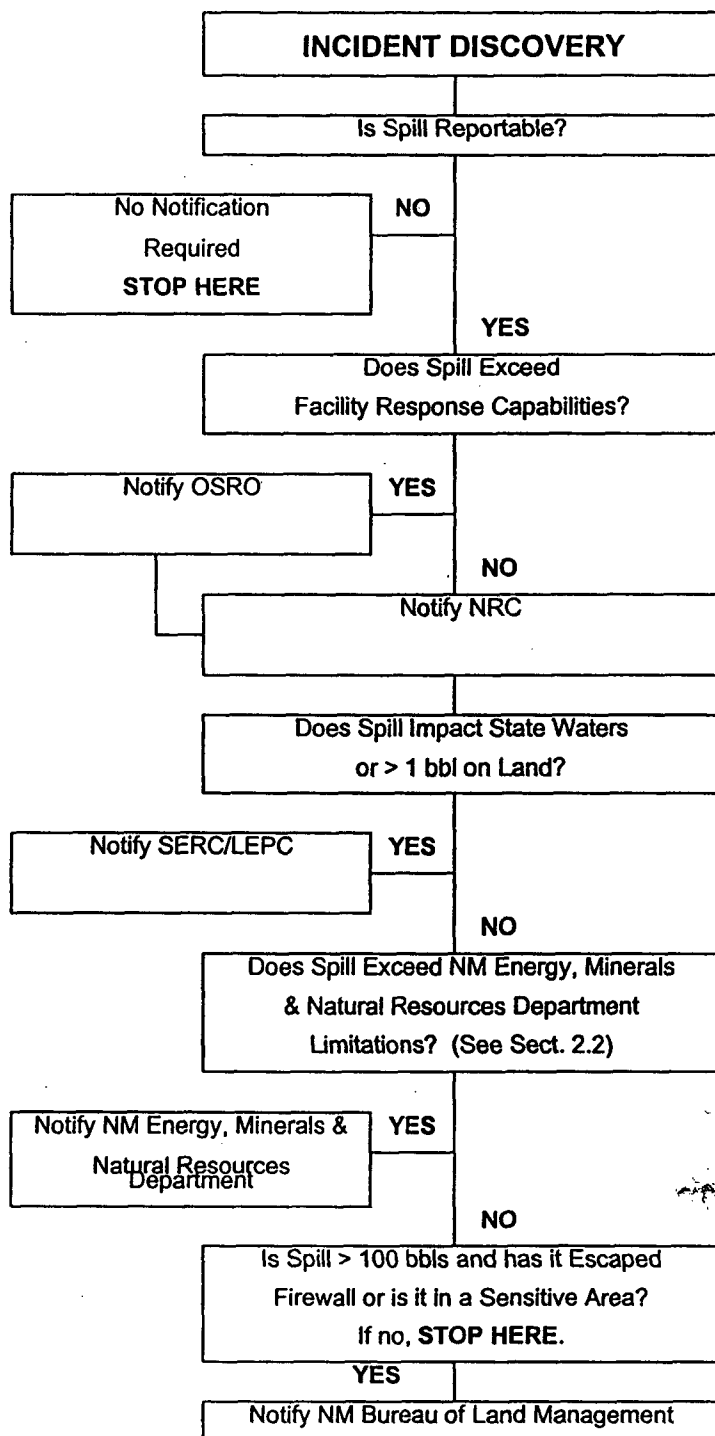 INCIDENT DISCOVERY
Is Spill Reportable?
No Notification
Required
STOP HERE
NO
YES
Does Spill Exceed
Facility Response Capabilities?
Notify OSRO
YES
NO
Notify NRC
Does Spill Impact State Waters
or > 1 bbl on Land?
Notify SERC/LEPC
YES
NO
Does Spill Exceed NM Energy, Minerals
& Natural Resources Department
Limitations? (See Sect. 2.2)
Notify NM Energy, Minerals &
Natural Resources
Department
YES
NO
Is Spill > 100 bbls and has it Escaped
Firewall or is it in a Sensitive Area?
If no, STOP HERE.
YES
Notify NM Bureau of Land Management